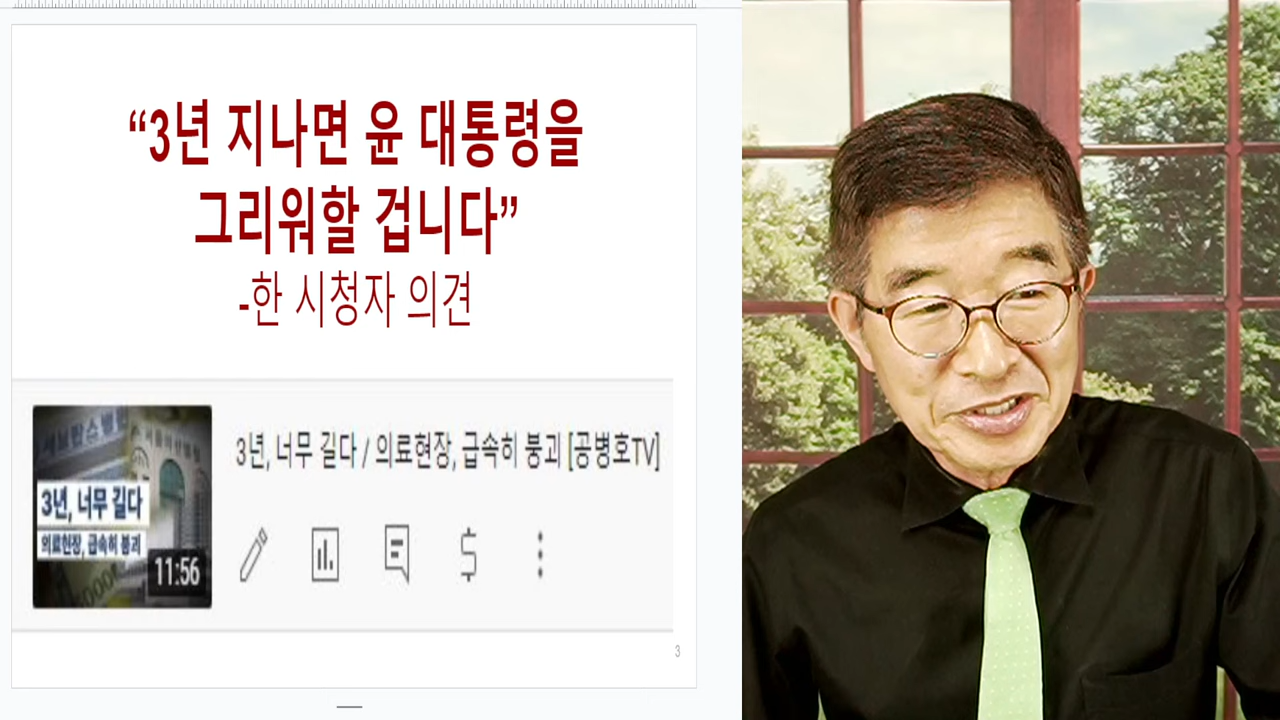 “3년 지나면 윤 대통령을
그리워할 겁니다”
-한 시청자 의견
3년, 너무 길다 / 의료현장, 급속히 붕괴 [공병호TV]
3년, 너무 길다
의료현장, 급속히 붕괴
11:56
3